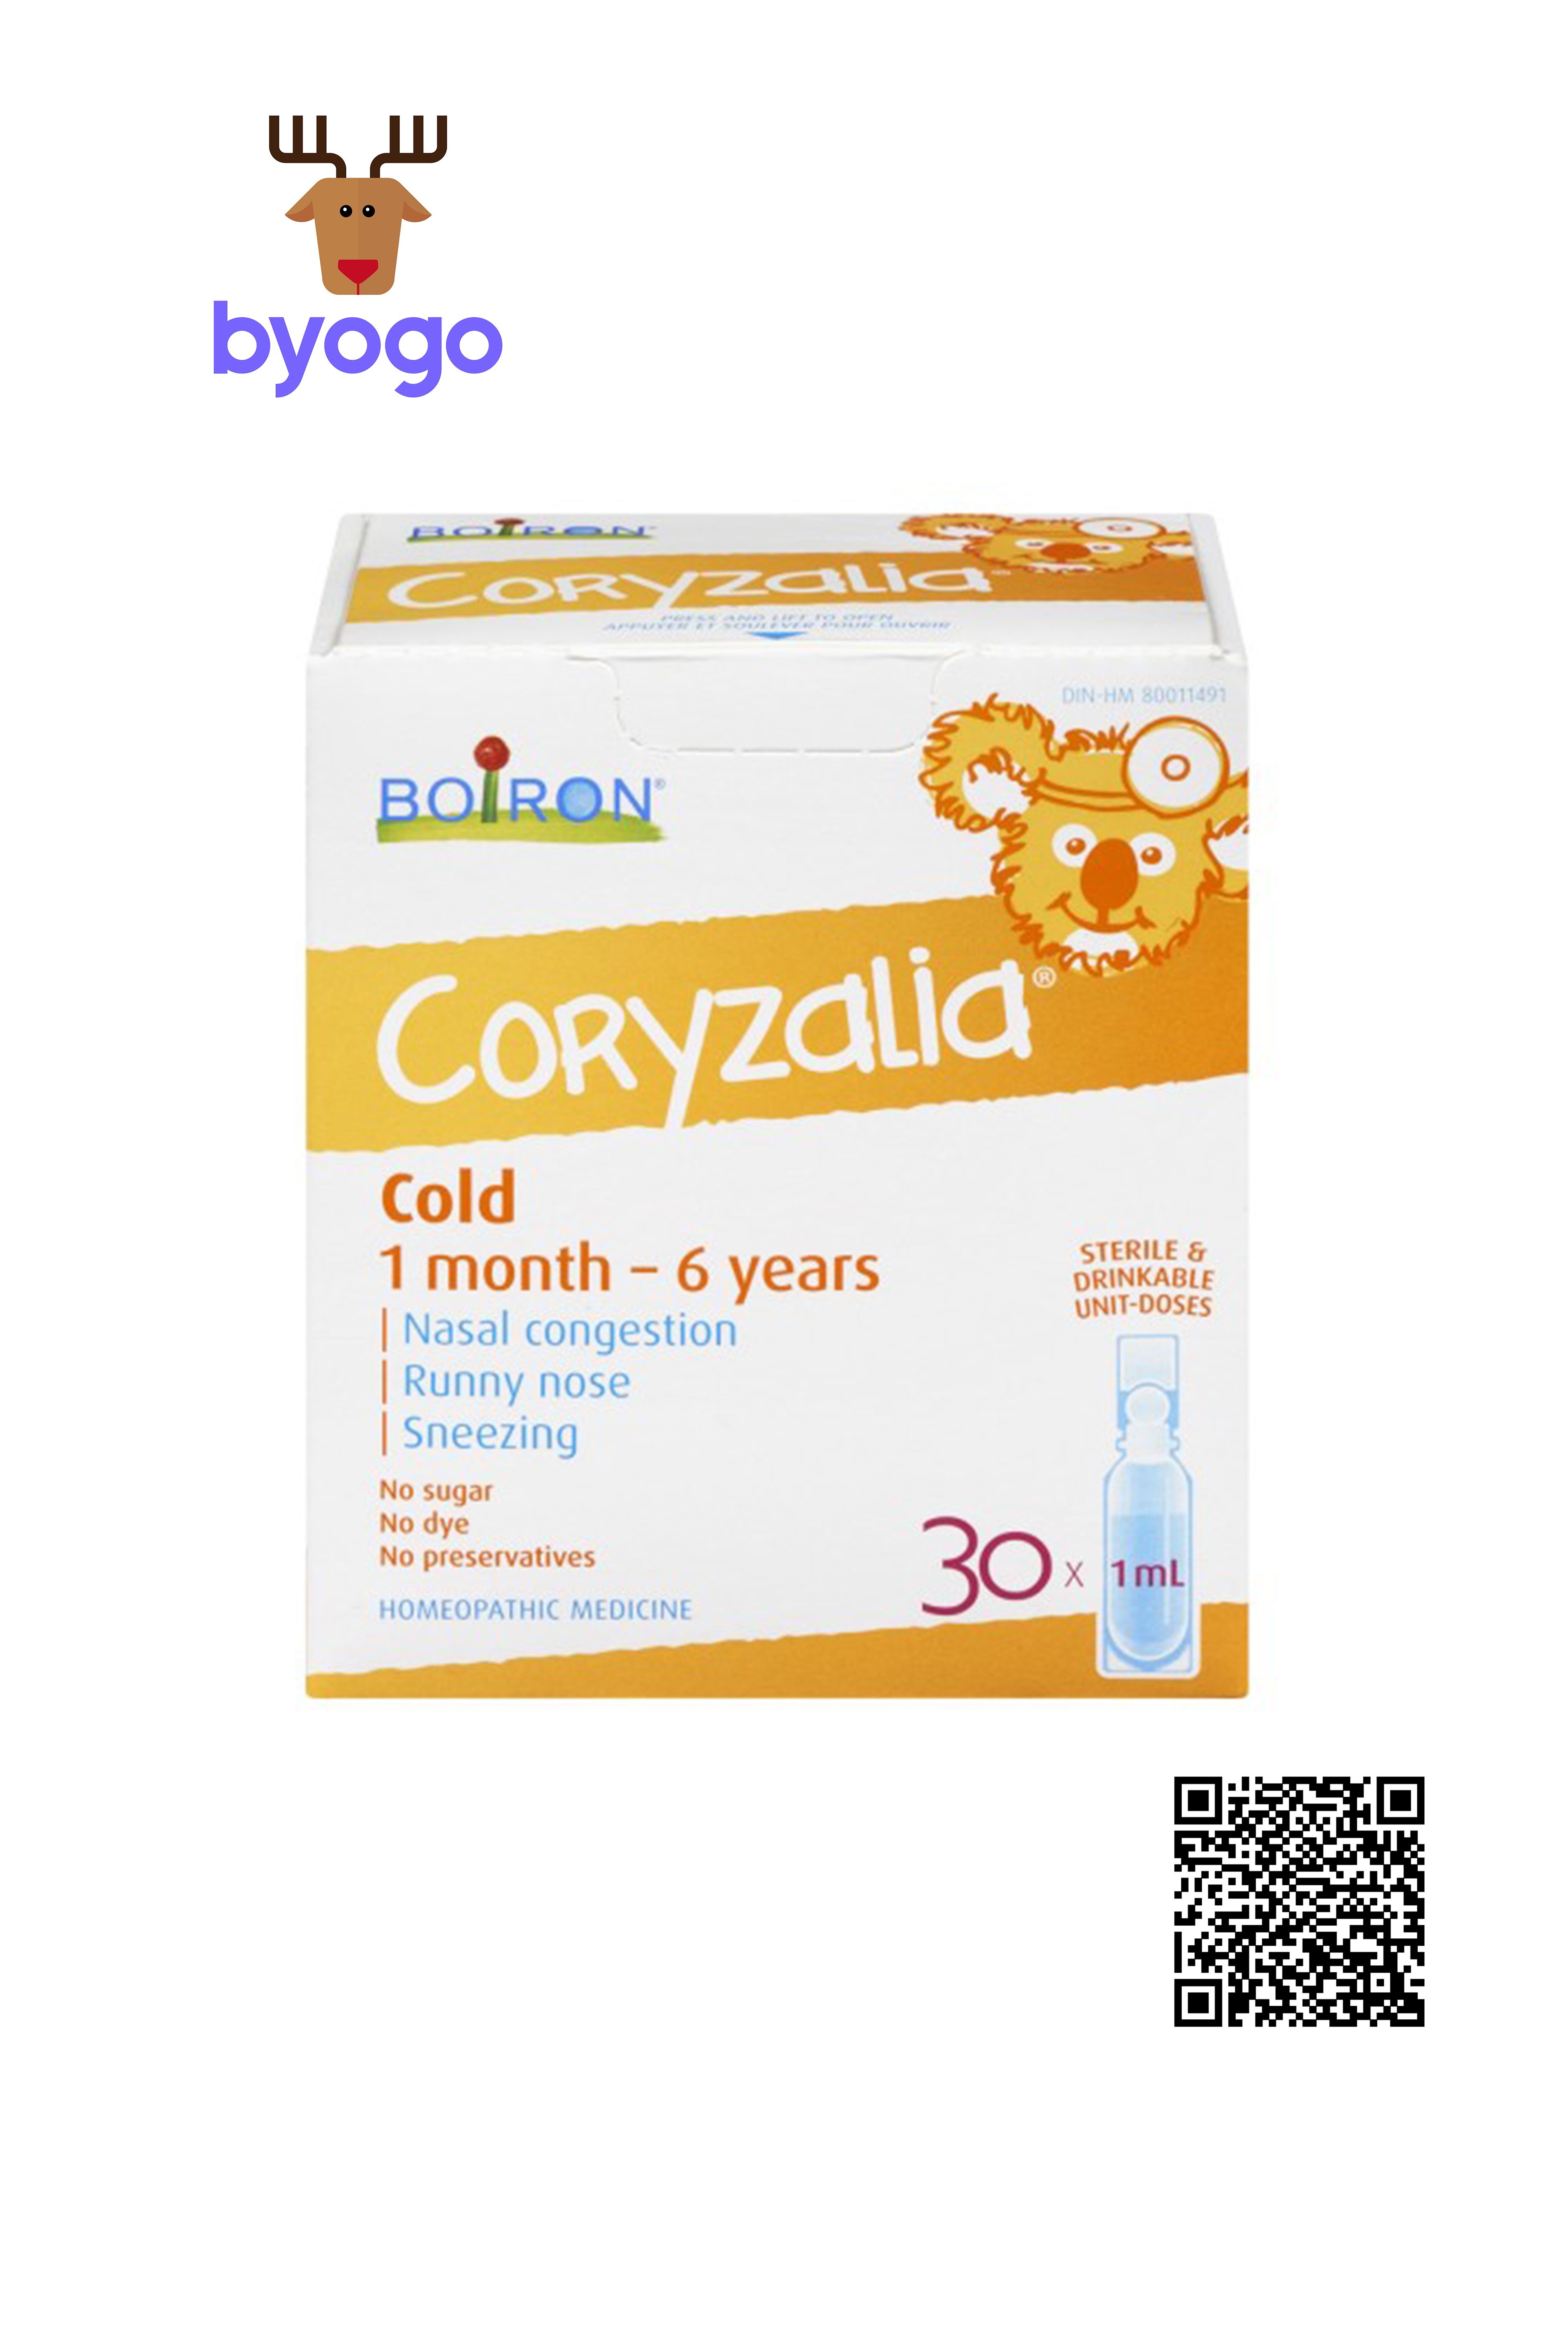 byogo
BOIRON
CORYZALIA®
PRESS AND LIFT TO OPEN
APPUYER ET SOULEVER POUR OUVRIR
DIN-HM 80011491
BOIRON®
CORYZALIA®
Cold
1 month – 6 years
Nasal congestion
Runny nose
Sneezing
No sugar
No dye
No preservatives
HOMEOPATHIC MEDICINE
STERILE &
DRINKABLE
UNIT-DOSES
30 x 1 mL